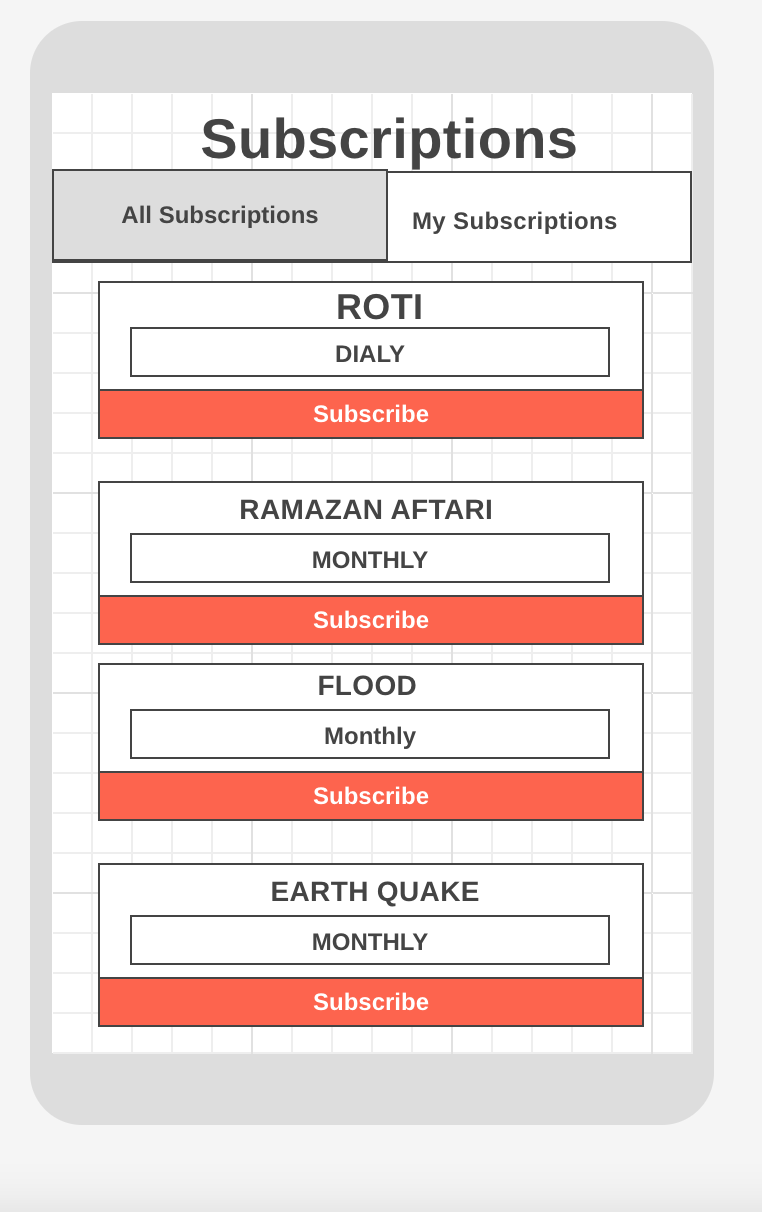 Subscriptions
All Subscriptions
My Subscriptions
ROTI
DIALY
Subscribe
RAMAZAN AFTARI
MONTHLY
Subscribe
FLOOD
Monthly
Subscribe
EARTH QUAKE
MONTHLY
Subscribe